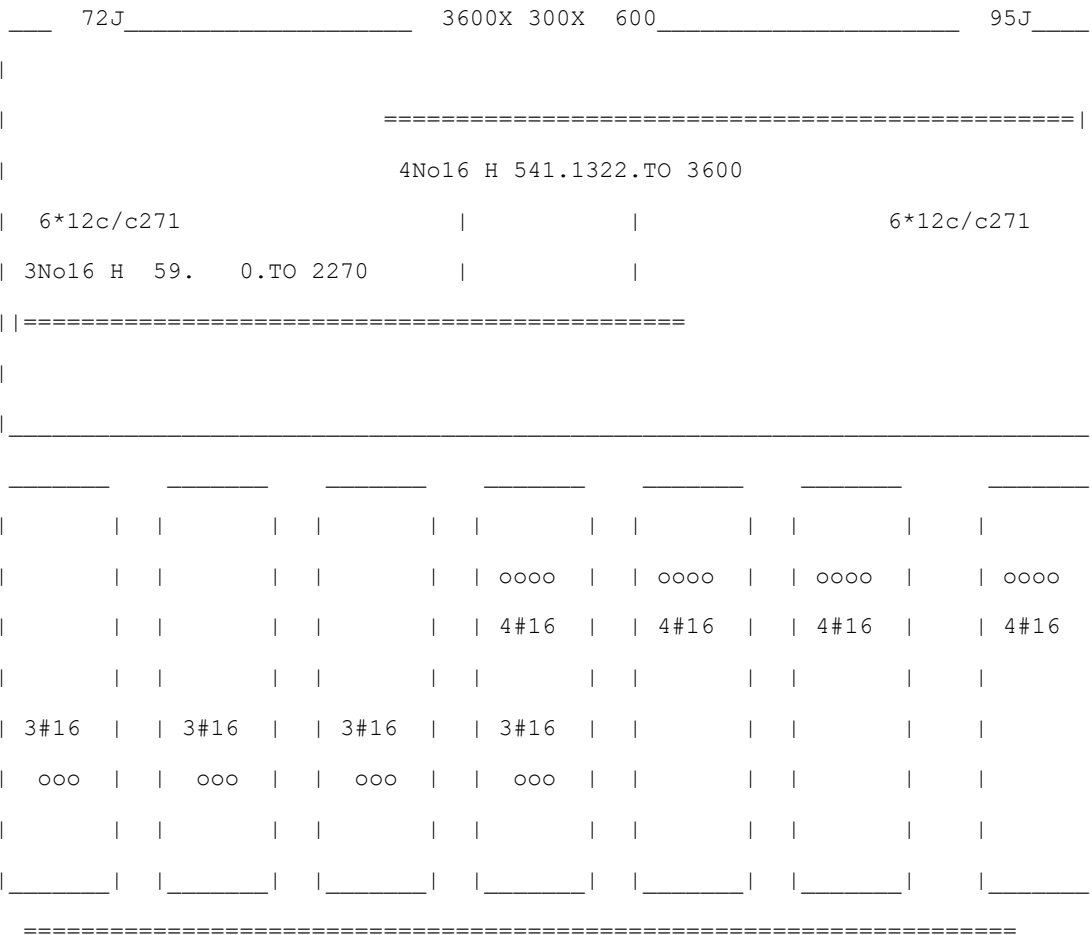 72J 3600X 300X 600 95J
4No16 H 541.1322.TO 3600
6*12c/c271 6*12c/c271
3No16 H 59. 0.TO 2270
oooo oooo oooo oooo
4#16 4#16 4#16 4#16
3#16 3#16 3#16 3#16
ooo ooo ooo ooo